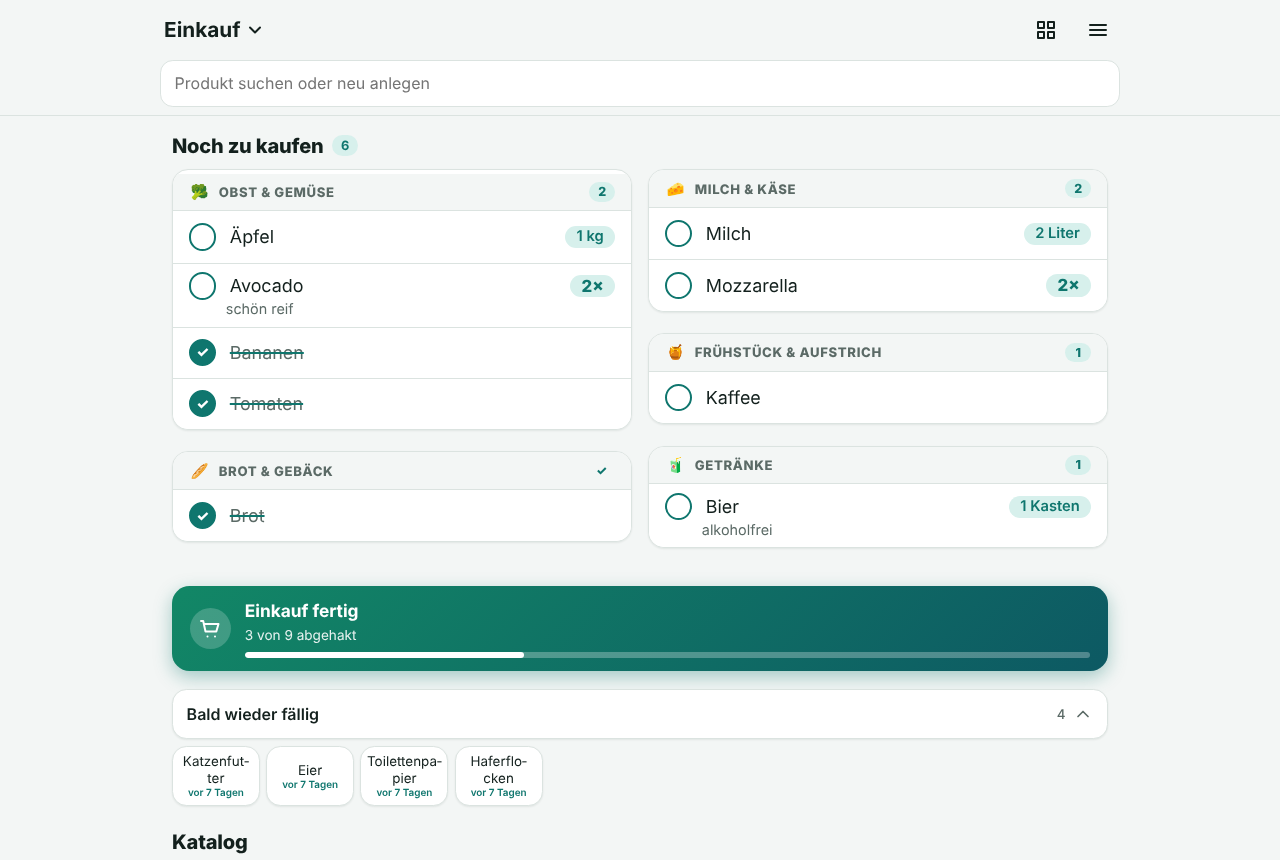 Einkauf
Produkt suchen oder neu anlegen
Noch zu kaufen 6
OBST & GEMÜSE 2
Äpfel 1 kg
Avocado 2×
schön reif
Bananen
Tomaten
BROT & GEBÄCK
Brot
MILCH & KÄSE 2
Milch 2 Liter
Mozzarella 2×
FRÜHSTÜCK & AUFSTRICH 1
Kaffee
GETRÄNKE 1
Bier 1 Kasten
alkoholfrei
Einkauf fertig
3 von 9 abgehakt
Bald wieder fällig 4
Katzenfut-
ter
vor 7 Tagen
Eier
vor 7 Tagen
Toilettenpa-
pier
vor 7 Tagen
Haferflo-
cken
vor 7 Tagen
Katalog